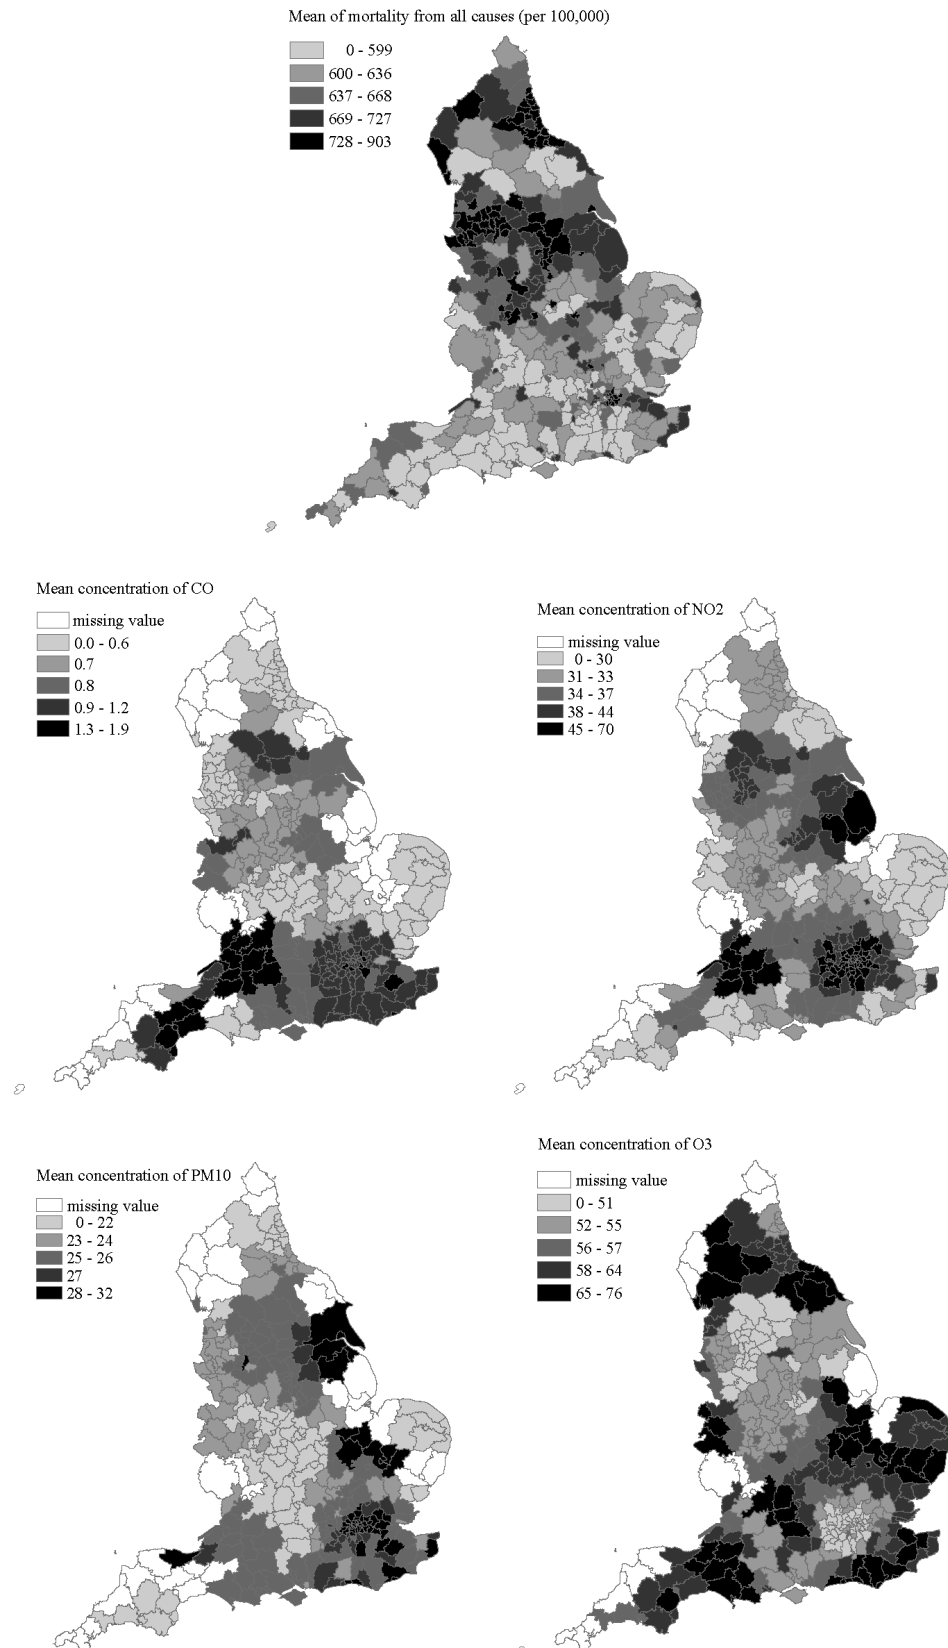 Mean of mortality from all causes (per 100,000)
0 - 599
600 - 636
637 - 668
669 - 727
728 - 903
Mean concentration of CO
missing value
0.0 - 0.6
0.7
0.8
0.9 - 1.2
1.3 - 1.9
Mean concentration of NO2
missing value
0 - 30
31 - 33
34 - 37
38 - 44
45 - 70
Mean concentration of PM10
missing value
0 - 22
23 - 24
25 - 26
27
28 - 32
Mean concentration of O3
missing value
0 - 51
52 - 55
56 - 57
58 - 64
65 - 76